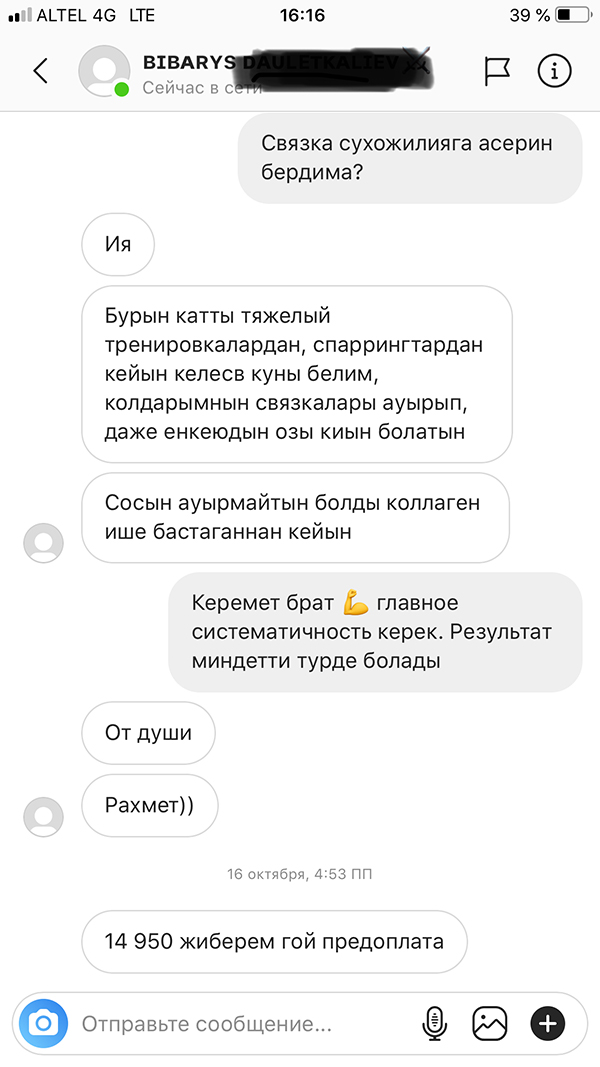 ALTEL 4G LTE 16:16 39 %
BIBARYS
Сейчас в сети
Связка сухожилияга асерин
бердима?
Ия
Бурын катты тяжелый
тренировкалардан, спаррингтардан
кейын келесв куны белим,
колдарымнын связкалары ауырып,
даже енкеюдын озы киын болатын
Сосын ауырмайтын болды коллаген
ише бастаганнан кейын
Керемет брат 💪 главное
систематичность керек. Результат
миндетти турде болады
От души
Рахмет))
16 октября, 4:53 ПП
14 950 жиберем гой предоплата
Отправьте сообщение...